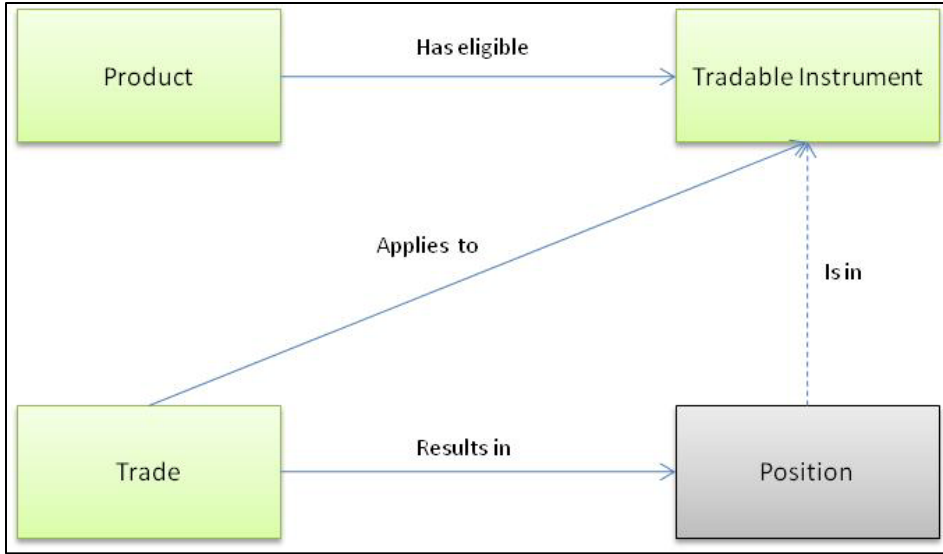 Has eligible
Product
Tradable Instrument
Applies to
Is in
Results in
Trade
Position